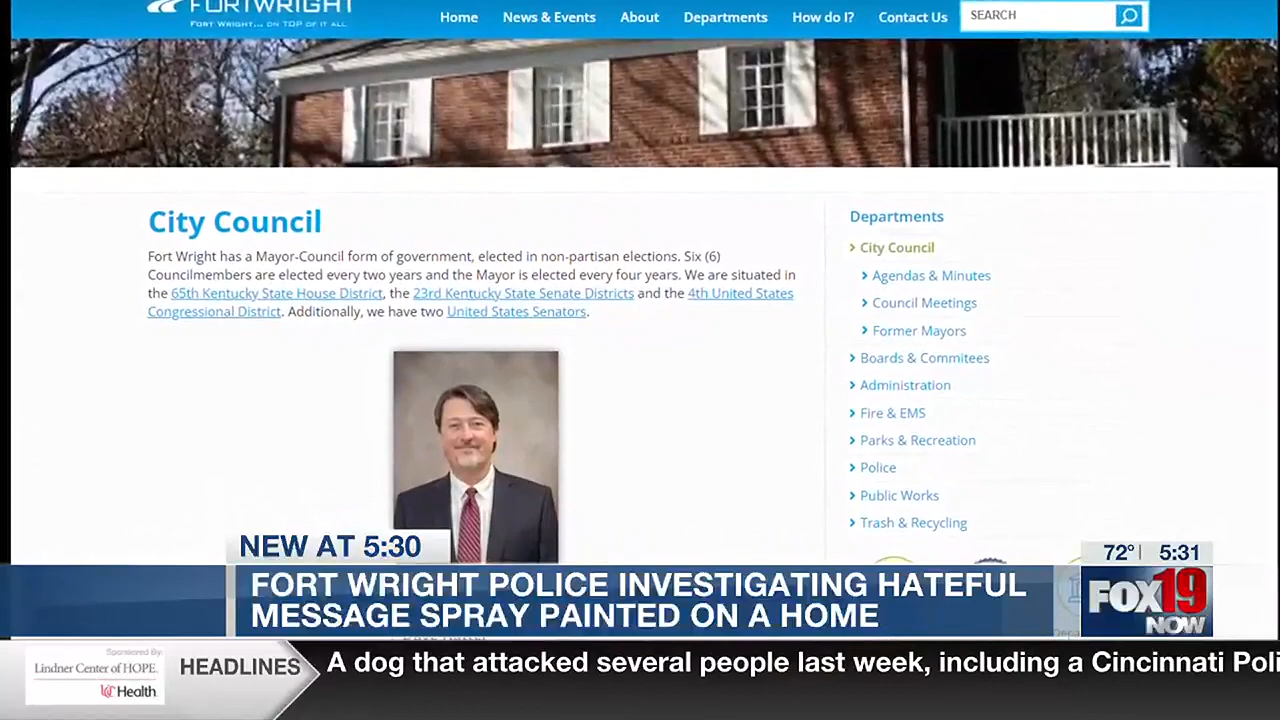 FORTWRIGHT
FORT WRIGHT... ON TOP OF IT ALL
Home
News & Events
About
Departments
How do I?
Contact Us
SEARCH
City Council
Fort Wright has a Mayor-Council form of government, elected in non-partisan elections. Six (6)
Councilmembers are elected every two years and the Mayor is elected every four years. We are situated in
the 65th Kentucky State House District, the 23rd Kentucky State Senate Districts and the 4th United States
Congressional District. Additionally, we have two United States Senators.
Departments
City Council
Agendas & Minutes
Council Meetings
Former Mayors
Boards & Commitees
Administration
Fire & EMS
Parks & Recreation
Police
Public Works
Trash & Recycling
NEW AT 5:30
FORT WRIGHT POLICE INVESTIGATING HATEFUL
MESSAGE SPRAY PAINTED ON A HOME
72° 5:31
FOX19
NOW
Sponsored By:
Lindner Center of HOPE.
UC Health
HEADLINES
A dog that attacked several people last week, including a Cincinnati Poli